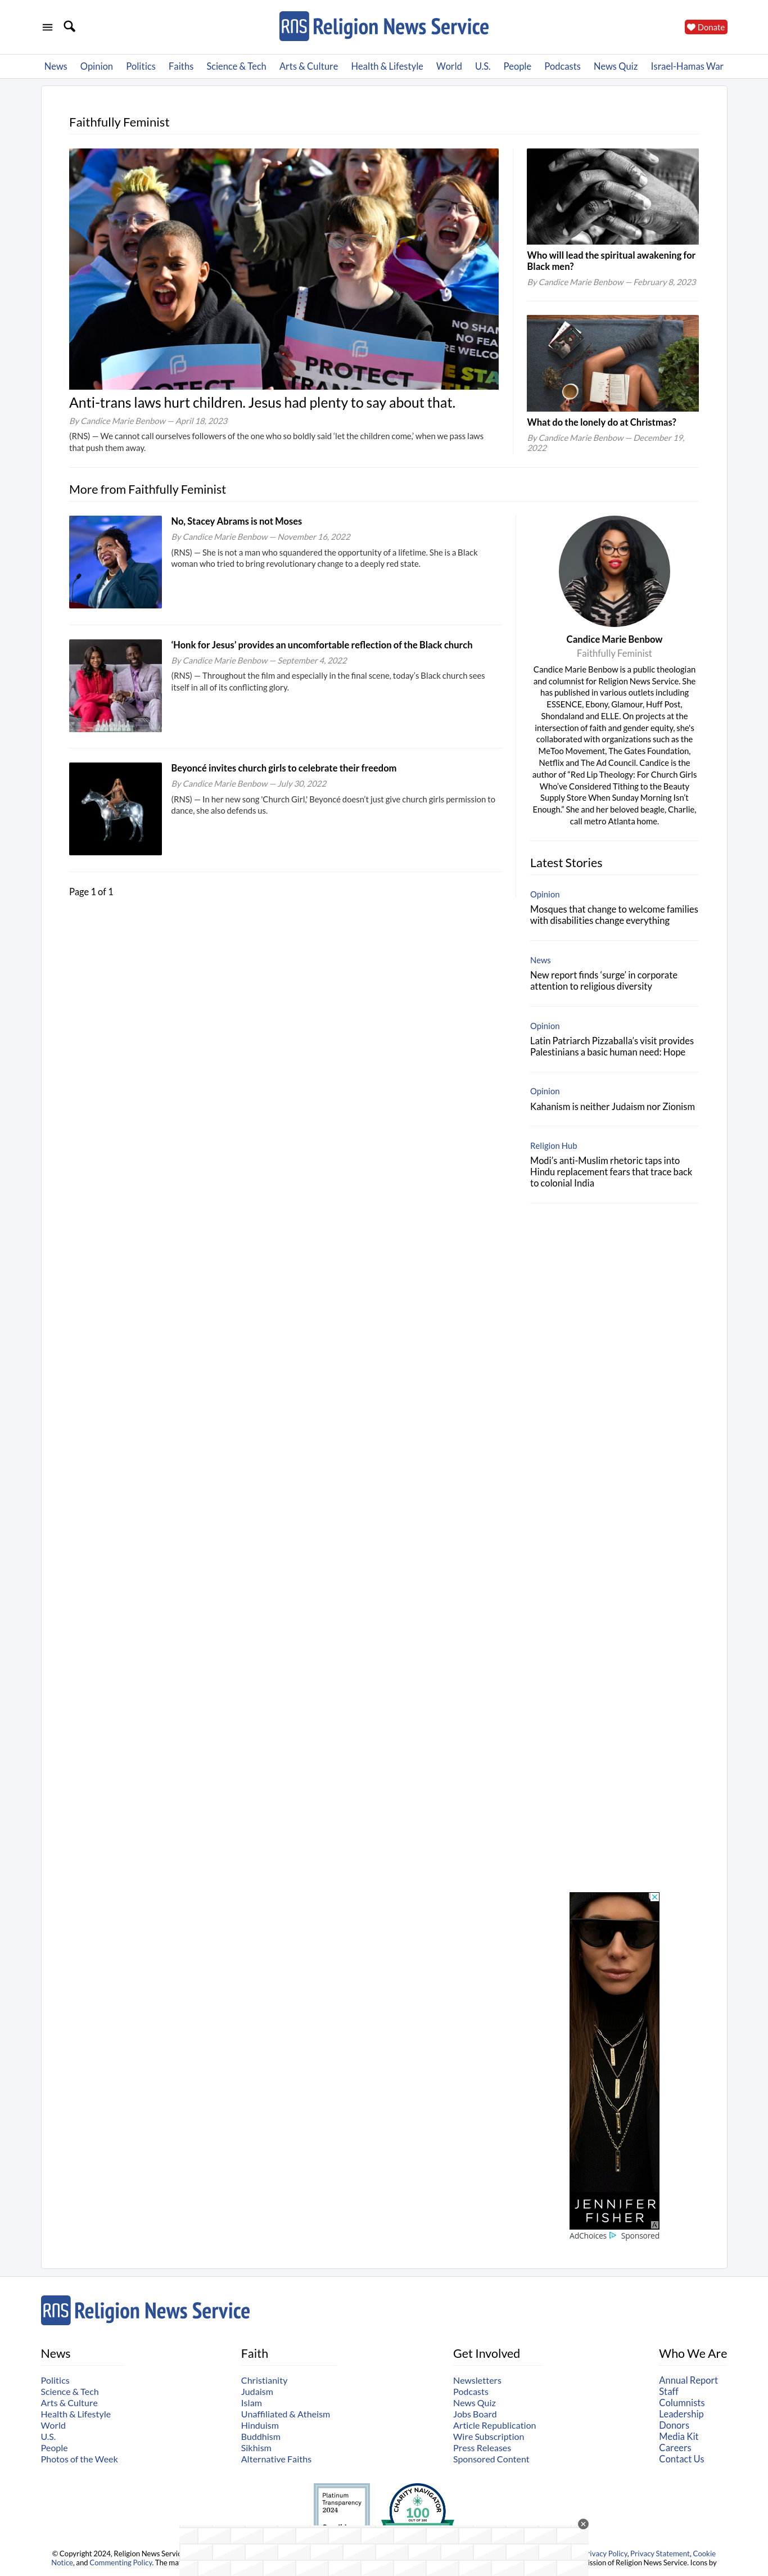 RNS Religion News Service
Donate
News Opinion Politics Faiths Science & Tech Arts & Culture Health & Lifestyle World U.S. People Podcasts News Quiz Israel-Hamas War
Faithfully Feminist
NO SHAM
NO FEA
WELCO
PROTECT
PROTECT
TRANS
STA
Anti-trans laws hurt children. Jesus had plenty to say about that.
By Candice Marie Benbow — April 18, 2023
(RNS) — We cannot call ourselves followers of the one who so boldly said ‘let the children come,’ when we pass laws
that push them away.
Who will lead the spiritual awakening for
Black men?
By Candice Marie Benbow — February 8, 2023
What do the lonely do at Christmas?
By Candice Marie Benbow — December 19,
2022
More from Faithfully Feminist
No, Stacey Abrams is not Moses
By Candice Marie Benbow — November 16, 2022
(RNS) — She is not a man who squandered the opportunity of a lifetime. She is a Black
woman who tried to bring revolutionary change to a deeply red state.
‘Honk for Jesus’ provides an uncomfortable reflection of the Black church
By Candice Marie Benbow — September 4, 2022
(RNS) — Throughout the film and especially in the final scene, today’s Black church sees
itself in all of its conflicting glory.
Beyoncé invites church girls to celebrate their freedom
By Candice Marie Benbow — July 30, 2022
(RNS) — In her new song ‘Church Girl,’ Beyoncé doesn’t just give church girls permission to
dance, she also defends us.
Page 1 of 1
Candice Marie Benbow
Faithfully Feminist
Candice Marie Benbow is a public theologian
and columnist for Religion News Service. She
has published in various outlets including
ESSENCE, Ebony, Glamour, Huff Post,
Shondaland and ELLE. On projects at the
intersection of faith and gender equity, she's
collaborated with organizations such as the
MeToo Movement, The Gates Foundation,
Netflix and The Ad Council. Candice is the
author of “Red Lip Theology: For Church Girls
Who’ve Considered Tithing to the Beauty
Supply Store When Sunday Morning Isn’t
Enough.” She and her beloved beagle, Charlie,
call metro Atlanta home.
Latest Stories
Opinion
Mosques that change to welcome families
with disabilities change everything
News
New report finds ‘surge’ in corporate
attention to religious diversity
Opinion
Latin Patriarch Pizzaballa’s visit provides
Palestinians a basic human need: Hope
Opinion
Kahanism is neither Judaism nor Zionism
Religion Hub
Modi’s anti-Muslim rhetoric taps into
Hindu replacement fears that trace back
to colonial India
JENNIFER
FISHER
AdChoices Sponsored
RNS Religion News Service
News
Politics
Science & Tech
Arts & Culture
Health & Lifestyle
World
U.S.
People
Photos of the Week
Faith
Christianity
Judaism
Islam
Unaffiliated & Atheism
Hinduism
Buddhism
Sikhism
Alternative Faiths
Get Involved
Newsletters
Podcasts
News Quiz
Jobs Board
Article Republication
Wire Subscription
Press Releases
Sponsored Content
Who We Are
Annual Report
Staff
Columnists
Leadership
Donors
Media Kit
Careers
Contact Us
Platinum
Transparency
2024
CHARITY NAVIGATOR
100
OUT OF 100
© Copyright 2024, Religion News Servic
rivacy Policy, Privacy Statement, Cookie
Notice, and Commenting Policy. The ma
ission of Religion News Service. Icons by